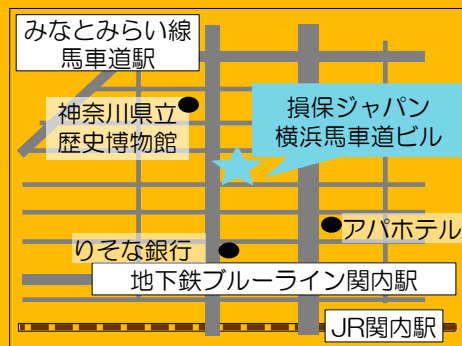 みなとみらい線
馬車道駅
神奈川県立
歴史博物館
損保ジャパン
横浜馬車道ビル
アパホテル
りそな銀行
地下鉄ブルーライン関内駅
JR関内駅